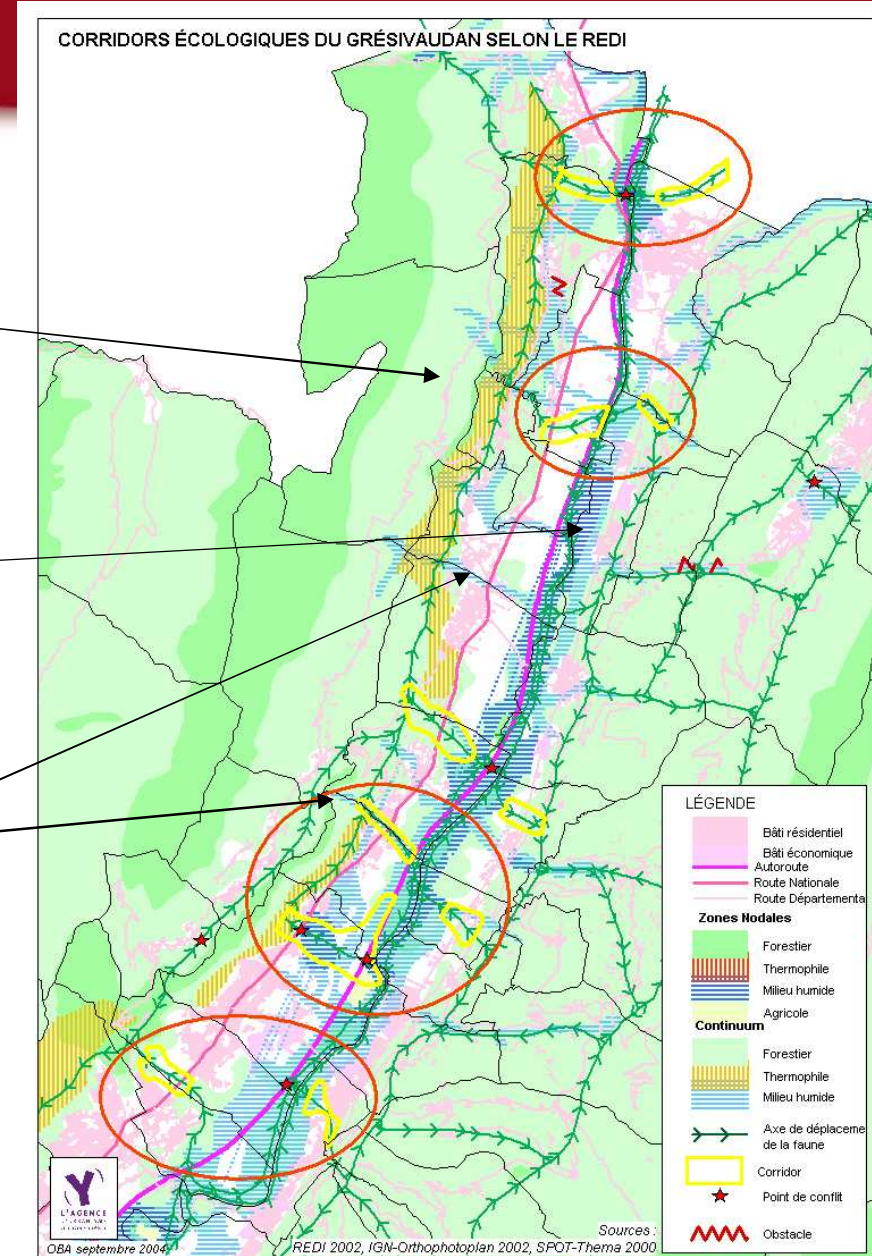 CORRIDORS ÉCOLOGIQUES DU GRÉSIVAUDAN SELON LE REDI
LÉGENDE
Bâti résidentiel
Bâti économique
Autoroute
Route Nationale
Route Départementa
Zones Nodales
Forestier
Thermophile
Milieu humide
Agricole
Continuum
Forestier
Thermophile
Milieu humide
Axe de déplaceme
de la faune
Corridor
Point de conflit
Obstacle
L'AGENCE
OBA septembre 2004
Sources :
REDI 2002, IGN-Orthophotoplan 2002, SPOT-Thema 2000